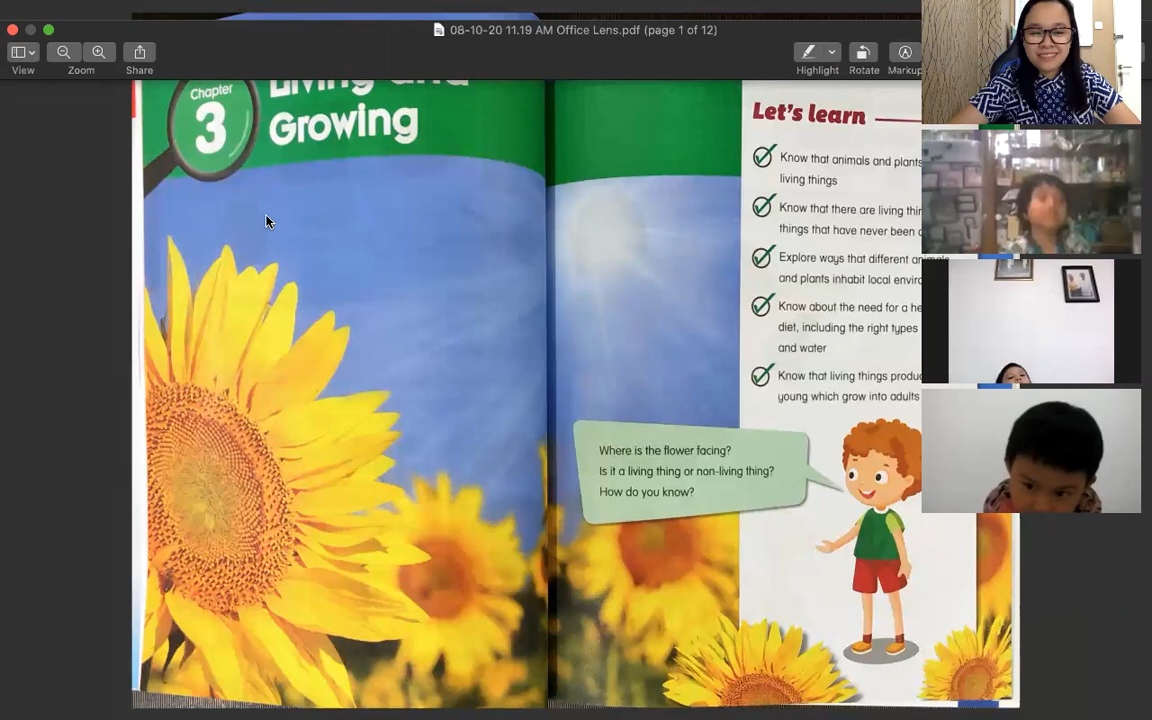 08-10-20 11.19 AM Office Lens.pdf (page 1 of 12)
View
Zoom
Share
Highlight
Rotate
Markup
Chapter
3
Living and
Growing
Let's learn
Know that animals and plants
living things
Know that there are living
things that have never been
Explore ways that different animals
and plants inhabit local
Know about the need for a
diet, including the right types
and water
Know that living things
young which grow into adults
Where is the flower facing?
Is it a living thing or non-living thing?
How do you know?